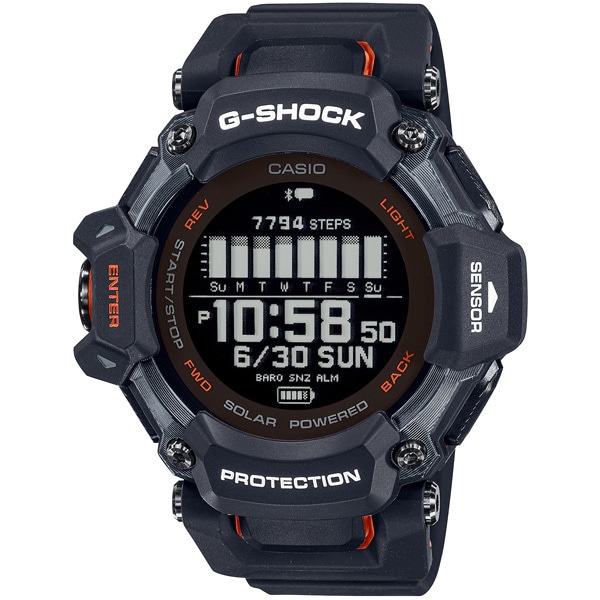 G-SHOCK
CASIO
REV
LIGHT
7794 STEPS
Su M T W T F S Su
START/STOP
ENTER
SENSOR
P 10:58 50
6/30 SUN
BARO SNZ ALM
FWD
BACK
SOLAR POWERED
PROTECTION